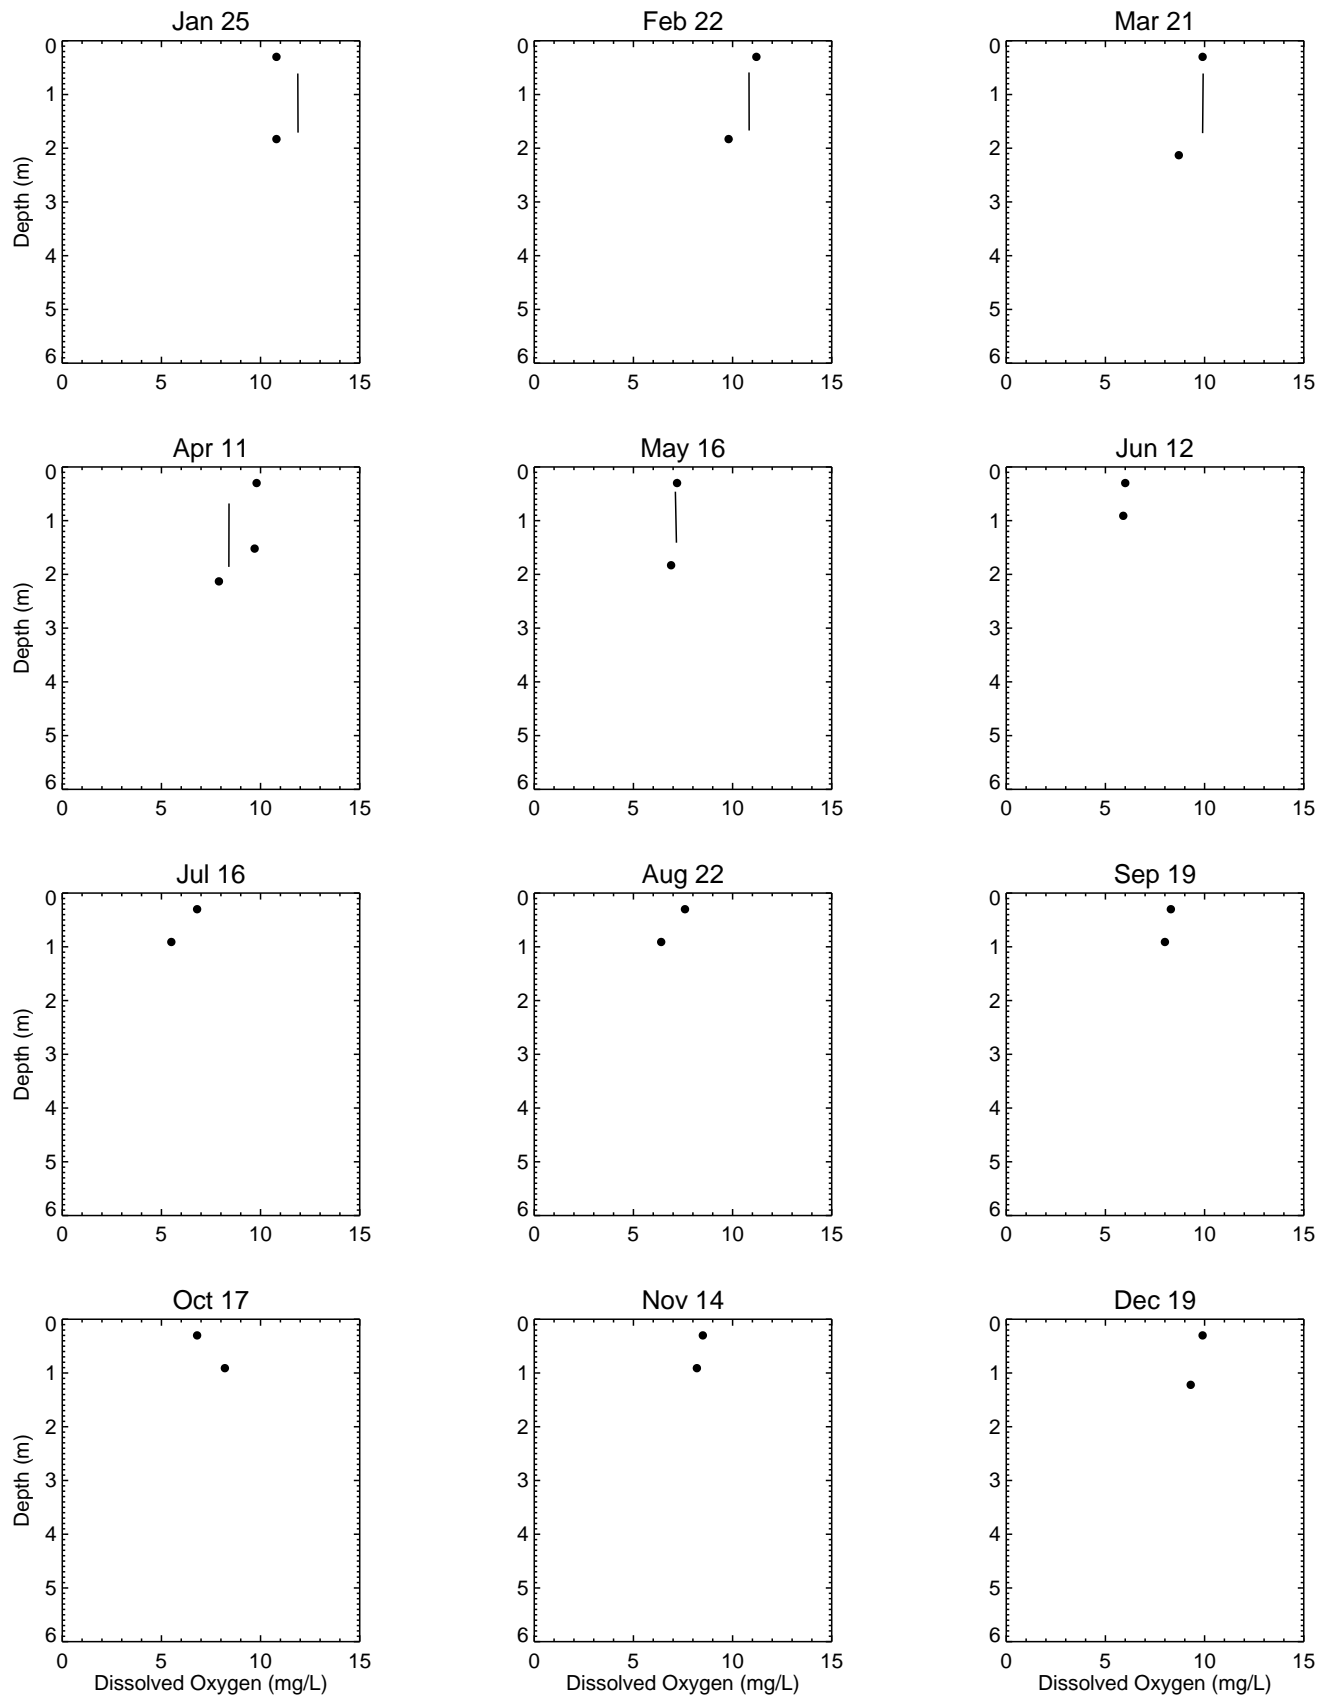 Jan 25
Feb 22
Mar 21
0
1
2
3
4
5
6
Depth (m)
0 5 10 15
0
1
2
3
4
5
6
0 5 10 15
0
1
2
3
4
5
6
0 5 10 15
Apr 11
May 16
Jun 12
0
1
2
3
4
5
6
Depth (m)
0 5 10 15
0
1
2
3
4
5
6
0 5 10 15
0
1
2
3
4
5
6
0 5 10 15
Jul 16
Aug 22
Sep 19
0
1
2
3
4
5
6
Depth (m)
0 5 10 15
0
1
2
3
4
5
6
0 5 10 15
0
1
2
3
4
5
6
0 5 10 15
Oct 17
Nov 14
Dec 19
0
1
2
3
4
5
6
Depth (m)
0 5 10 15
Dissolved Oxygen (mg/L)
0
1
2
3
4
5
6
0 5 10 15
Dissolved Oxygen (mg/L)
0
1
2
3
4
5
6
0 5 10 15
Dissolved Oxygen (mg/L)